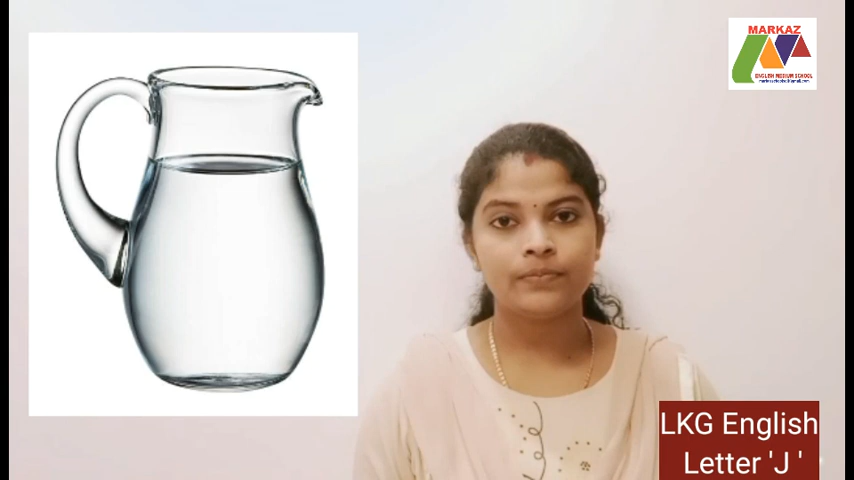 MARKAZ
ENGLISH MEDIUM SCHOOL
LKG English
Letter 'J '